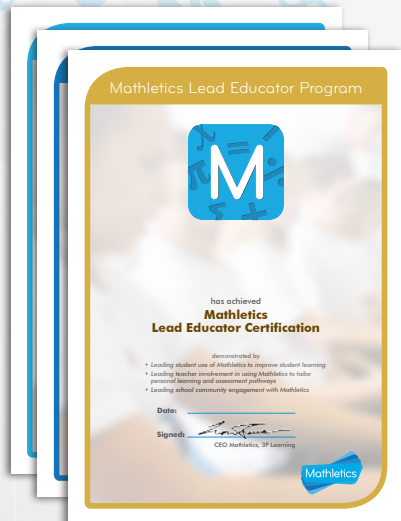 Mathletics Lead Educator Program
M
has achieved
Mathletics
Lead Educator Certification
demonstrated by
• Leading student use of Mathletics to improve student learning
• Leading teacher involvement in using Mathletics to tailor
personal learning and assessment pathways
• Leading school community engagement with Mathletics
Date:
Signed:
CEO Mathletics, 3P Learning
Mathletics